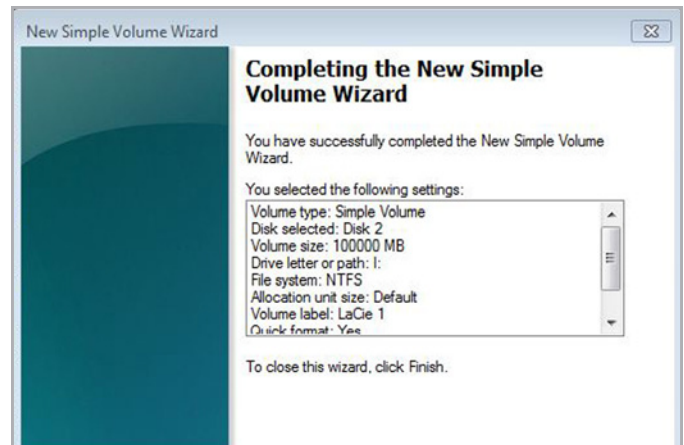 New Simple Volume Wizard
Completing the New Simple
Volume Wizard
You have successfully completed the New Simple Volume
Wizard.
You selected the following settings:
Volume type: Simple Volume
Disk selected: Disk 2
Volume size: 100000 MB
Drive letter or path: I:
File system: NTFS
Allocation unit size: Default
Volume label: LaCie 1
Quick format: Yes
To close this wizard, click Finish.